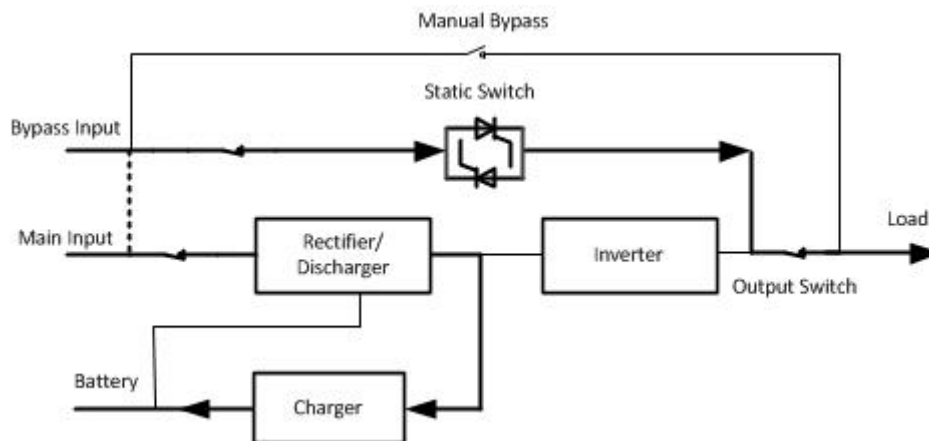 Manual Bypass
Static Switch
Bypass Input
Load
Main Input
Rectifier/
Discharger
Inverter
Output Switch
Battery
Charger